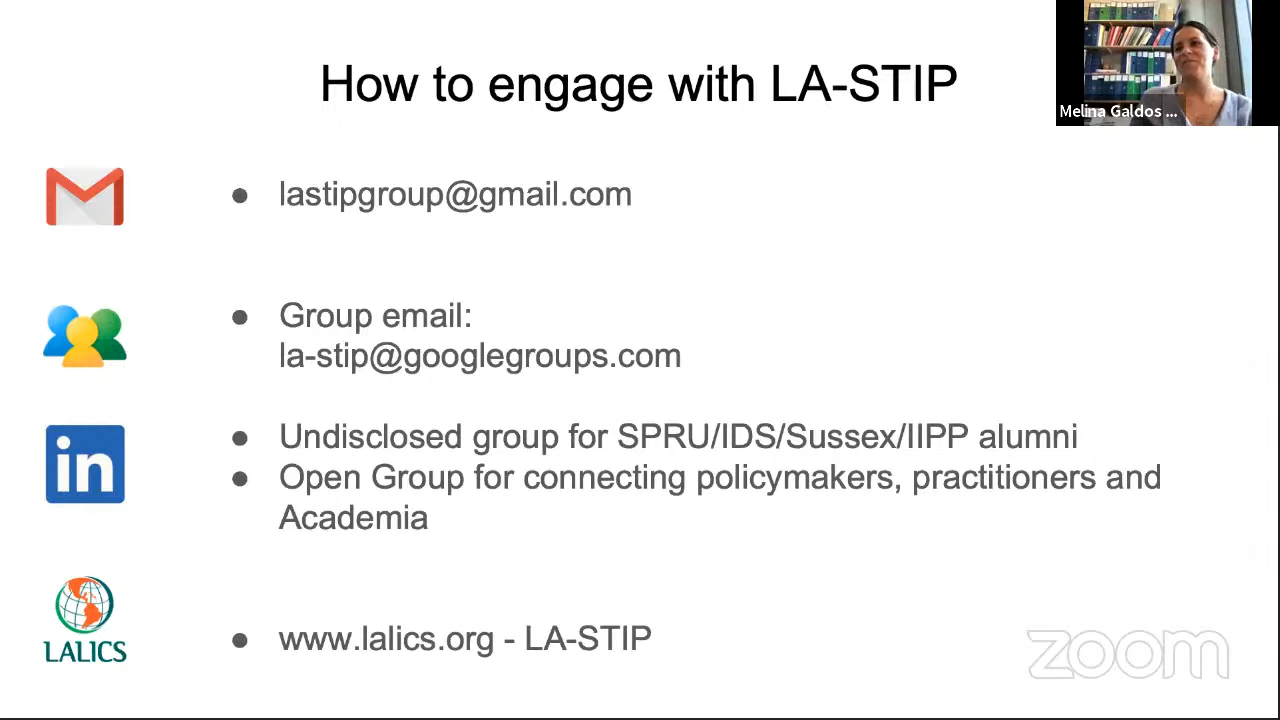 How to engage with LA-STIP
Melina Galdos ...
lastipgroup@gmail.com
Group email:
la-stip@googlegroups.com
in
Undisclosed group for SPRU/IDS/Sussex/IIPP alumni
Open Group for connecting policymakers, practitioners and
Academia
LALICS
www.lalics.org - LA-STIP
zoom